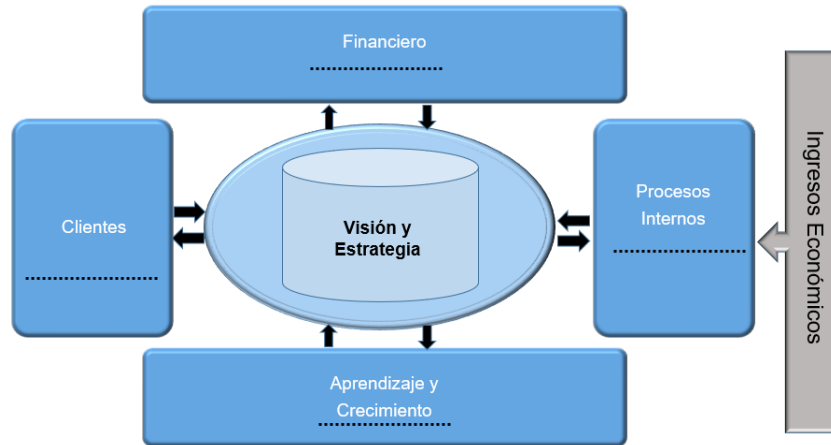 Financiero
Clientes
Visión y
Estrategia
Procesos
Internos
Ingresos Económicos
Aprendizaje y
Crecimiento